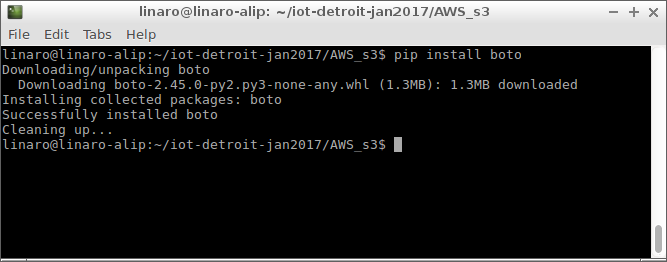 linaro@linaro-alip: ~/iot-detroit-jan2017/AWS_s3
File Edit Tabs Help
linaro@linaro-alip:~/iot-detroit-jan2017/AWS_s3$ pip install boto
Downloading/unpacking boto
  Downloading boto-2.45.0-py2.py3-none-any.whl (1.3MB): 1.3MB downloaded
Installing collected packages: boto
Successfully installed boto
Cleaning up...
linaro@linaro-alip:~/iot-detroit-jan2017/AWS_s3$